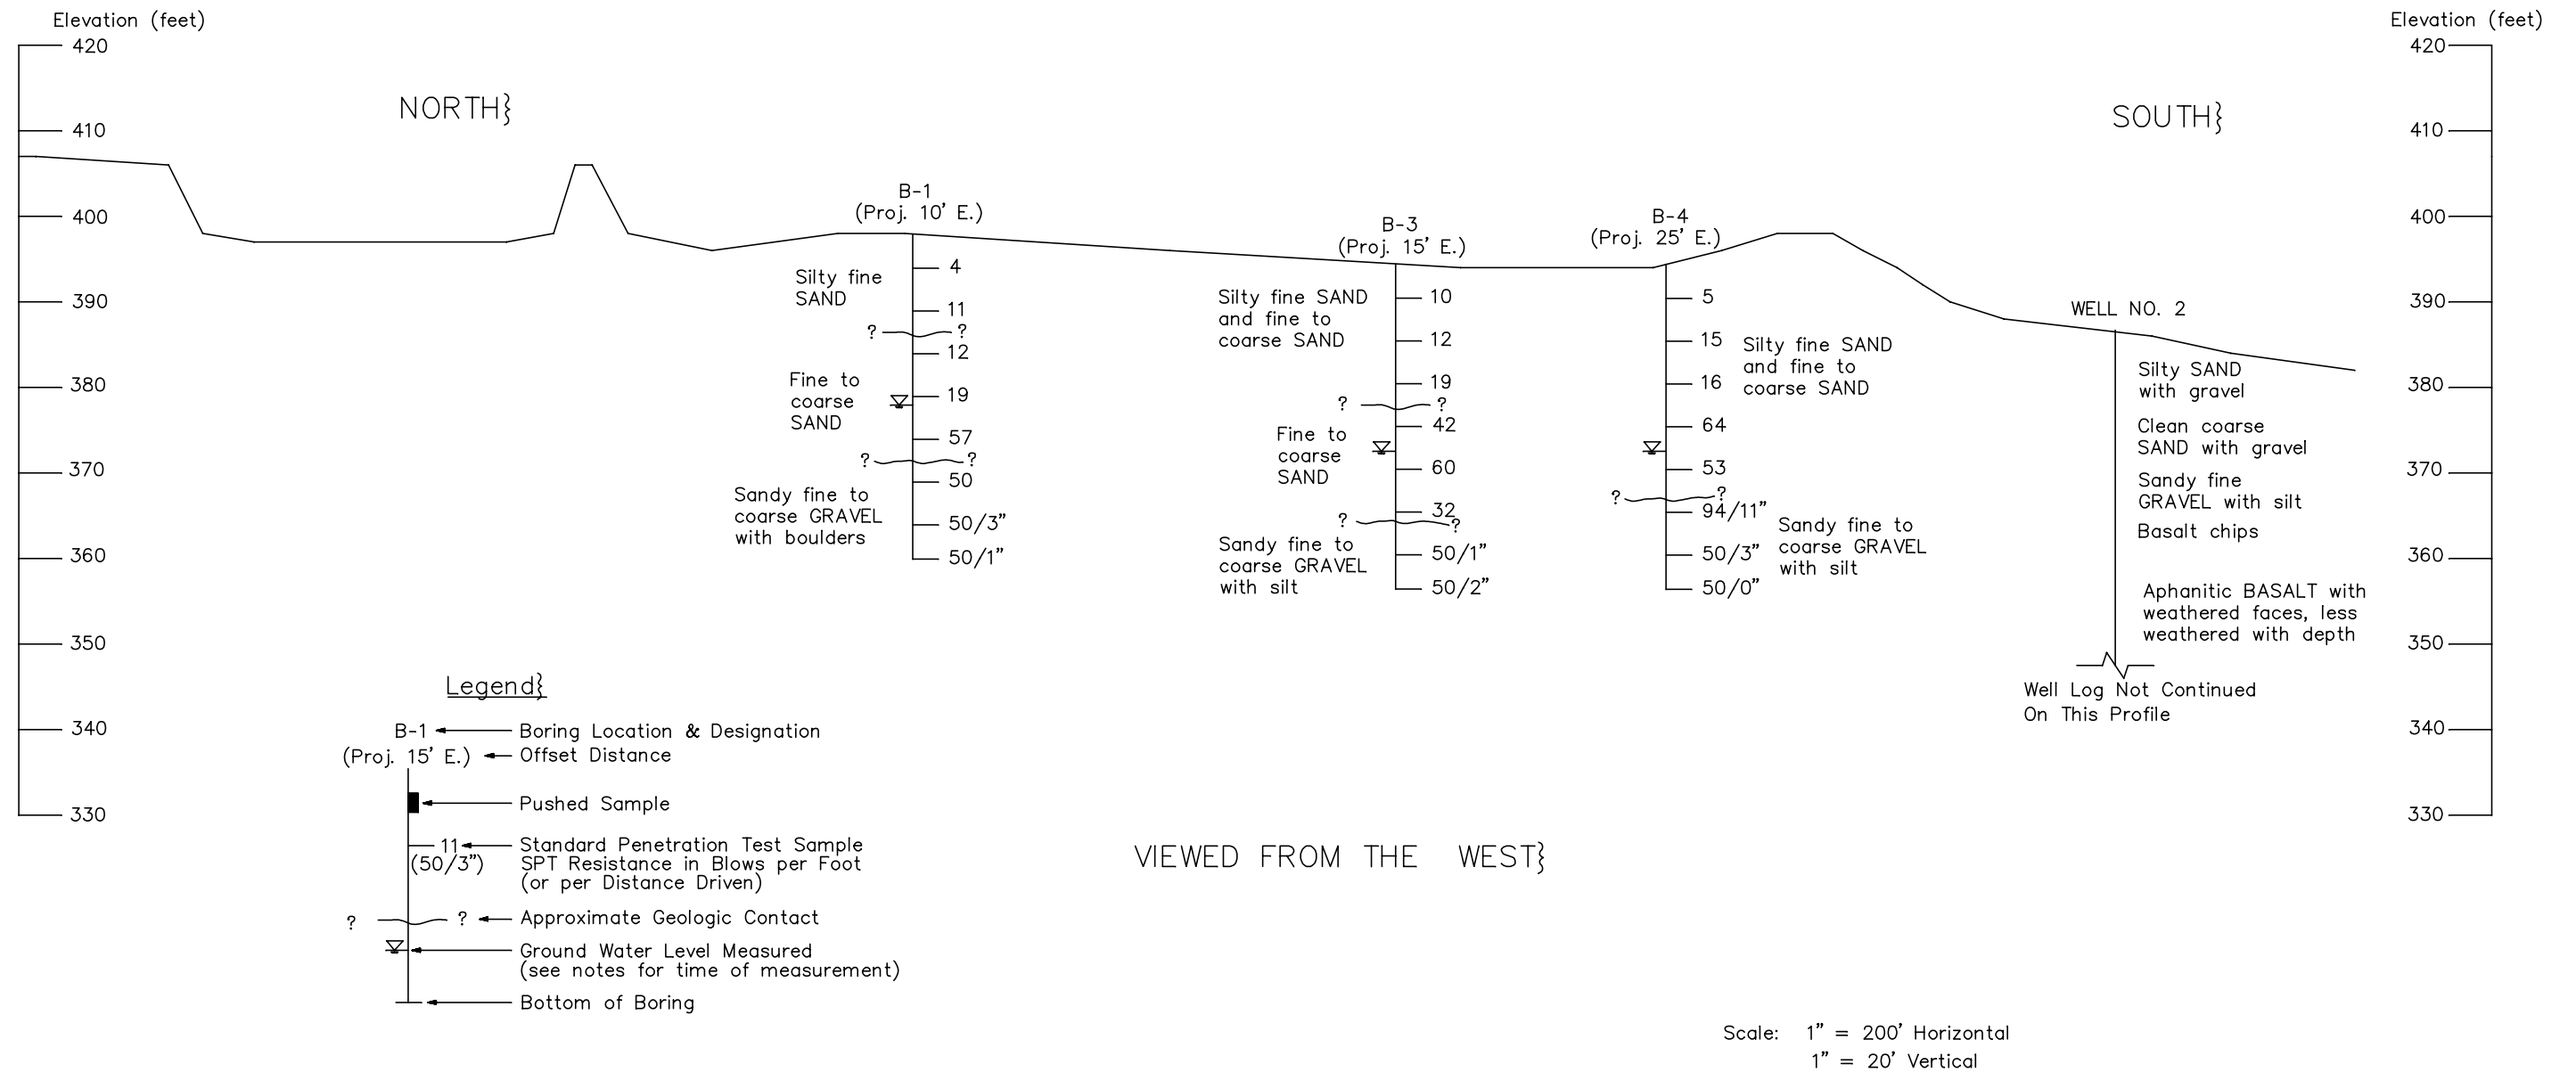 Elevation (feet)
420
410
400
390
380
370
360
350
340
330
NORTH}
SOUTH}
Elevation (feet)
420
410
400
390
380
370
360
350
340
330
B-1
(Proj. 10' E.)
Silty fine
SAND
Fine to
coarse
SAND
Sandy fine to
coarse GRAVEL
with boulders
4
11
? ?
12
19
57
? ?
50
50/3"
50/1"
B-3
(Proj. 15' E.)
Silty fine SAND
and fine to
coarse SAND
Fine to
coarse
SAND
Sandy fine to
coarse GRAVEL
with silt
10
12
19
? ?
42
60
32
? ?
50/1"
50/2"
B-4
(Proj. 25' E.)
5
15
16
64
53
? ?
94/11"
50/3"
50/0"
Silty fine SAND
and fine to
coarse SAND
Sandy fine to
coarse GRAVEL
with silt
WELL NO. 2
Silty SAND
with gravel
Clean coarse
SAND with gravel
Sandy fine
GRAVEL with silt
Basalt chips
Aphanitic BASALT with
weathered faces, less
weathered with depth
Well Log Not Continued
On This Profile
Legend}
B-1 Boring Location & Designation
(Proj. 15' E.) Offset Distance
Pushed Sample
11 Standard Penetration Test Sample
(50/3") SPT Resistance in Blows per Foot
(or per Distance Driven)
? ? Approximate Geologic Contact
Ground Water Level Measured
(see notes for time of measurement)
Bottom of Boring
VIEWED FROM THE WEST}
Scale: 1" = 200' Horizontal
1" = 20' Vertical